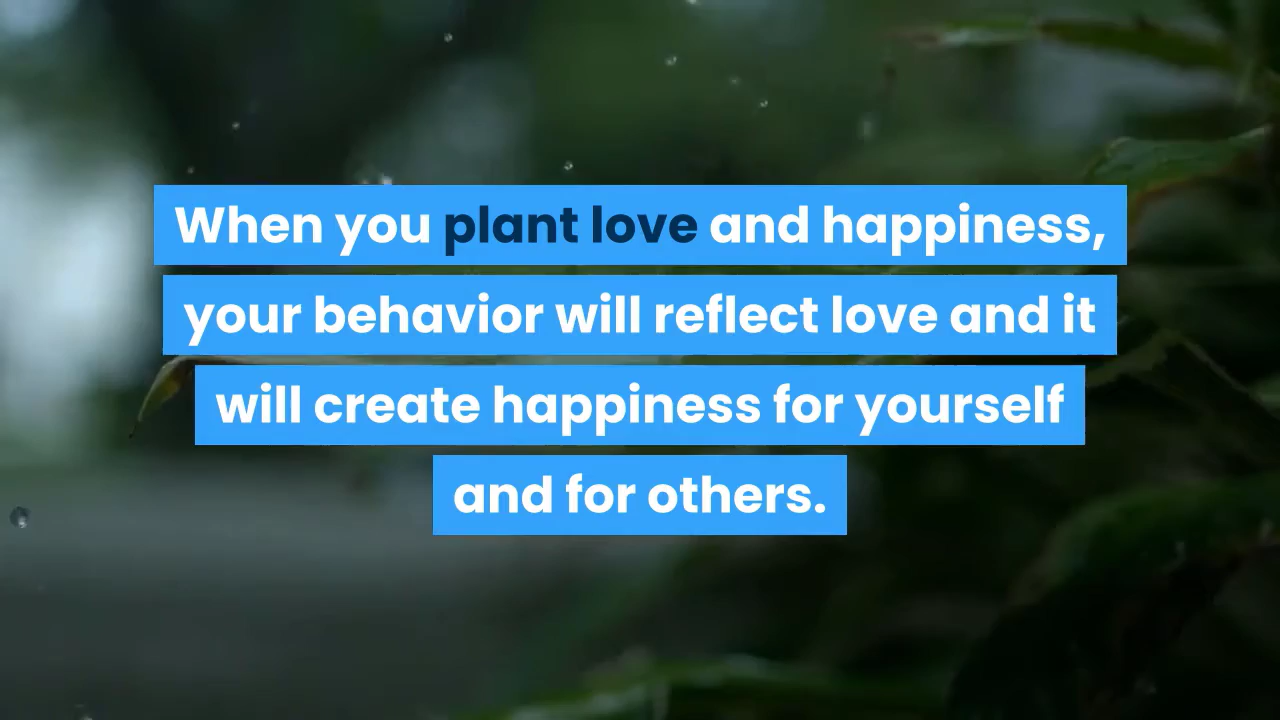 When you plant love and happiness,
your behavior will reflect love and it
will create happiness for yourself
and for others.